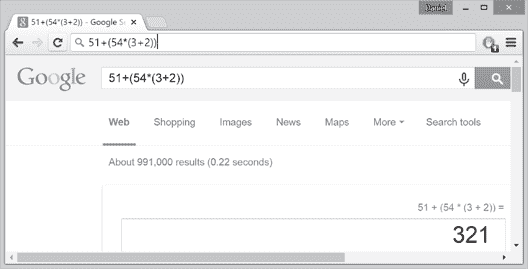 Daniel
51+(54*(3+2)) - Google Se
51+(54*(3+2))
Google
51+(54*(3+2))
Web Shopping Images News Maps More Search tools
About 991,000 results (0.22 seconds)
51 + (54 * (3 + 2)) =
321